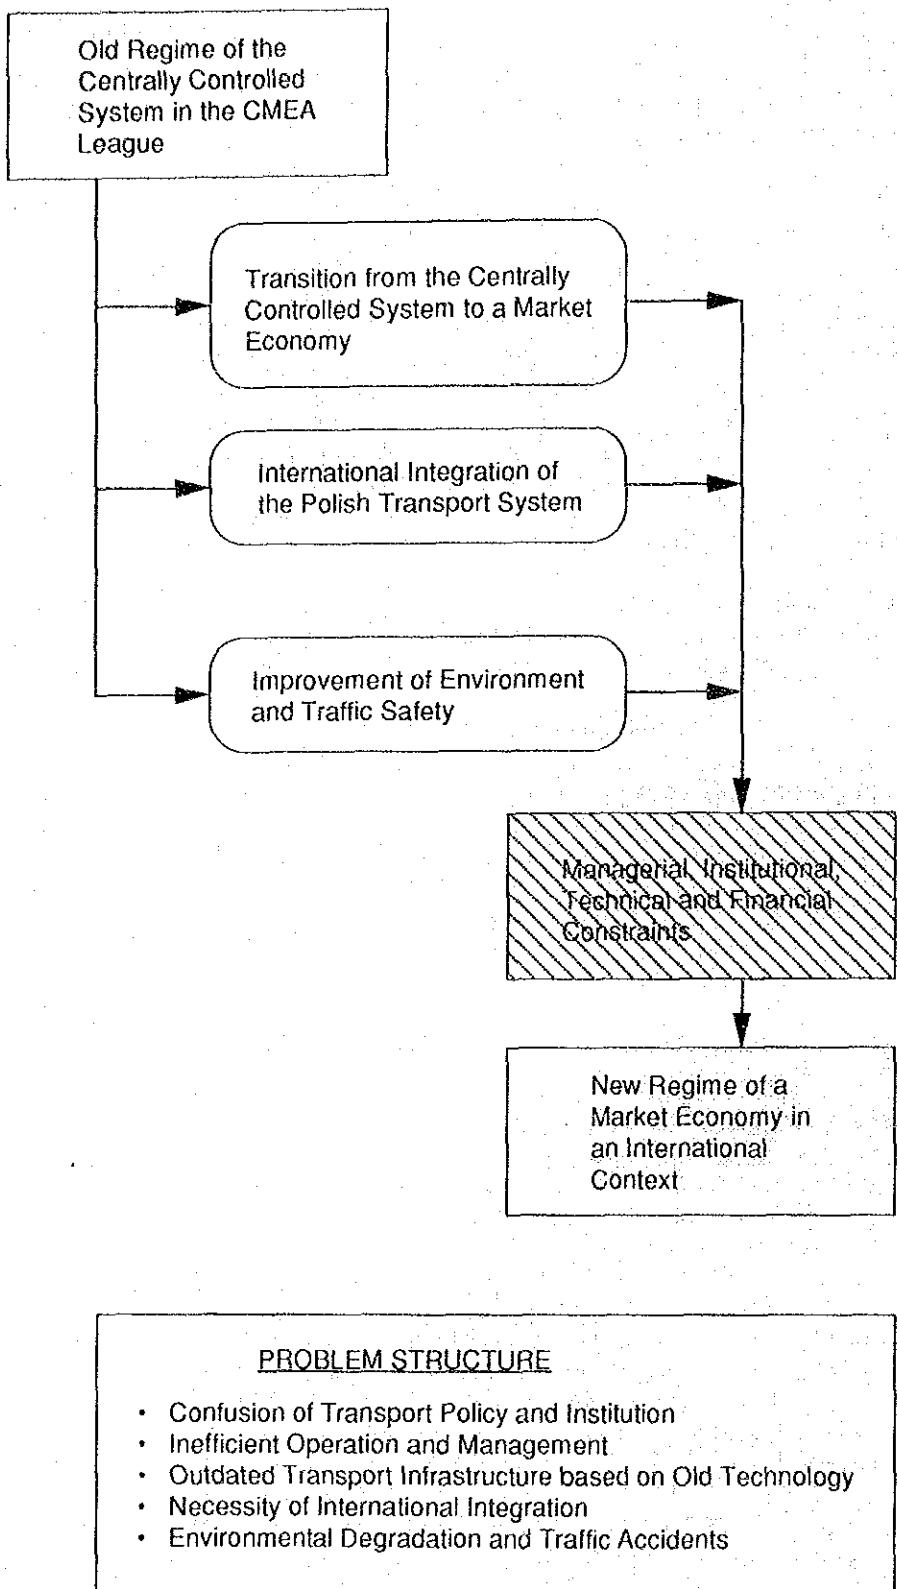 Old Regime of the
Centrally Controlled
System in the CMEA
League
Transition from the Centrally
Controlled System to a Market
Economy
International Integration of
the Polish Transport System
Improvement of Environment
and Traffic Safety
Managerial, Institutional,
Technical and Financial
Constraints
New Regime of a
Market Economy in
an International
Context
PROBLEM STRUCTURE
• Confusion of Transport Policy and Institution
• Inefficient Operation and Management
• Outdated Transport Infrastructure based on Old Technology
• Necessity of International Integration
• Environmental Degradation and Traffic Accidents